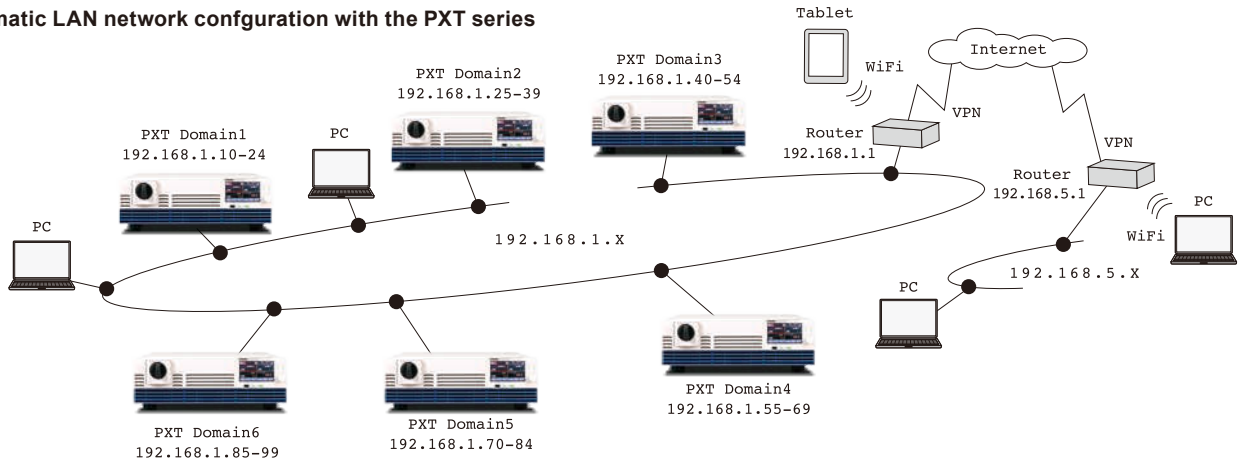 matic LAN network confguration with the PXT series
Tablet
WiFi
Internet
VPN
Router
192.168.1.1
VPN
Router
192.168.5.1
PC
WiFi
192.168.5.X
PC
PXT Domain3
192.168.1.40-54
PXT Domain2
192.168.1.25-39
PC
PXT Domain1
192.168.1.10-24
PC
192.168.1.X
PXT Domain4
192.168.1.55-69
PXT Domain5
192.168.1.70-84
PXT Domain6
192.168.1.85-99